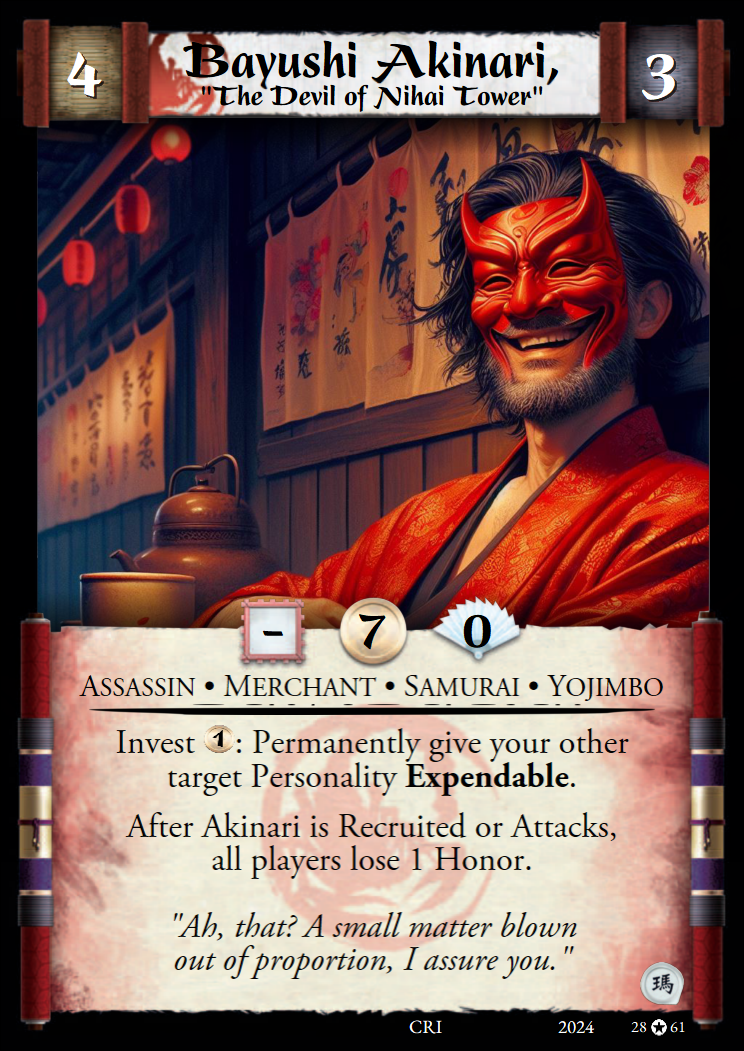 4
Bayushi Akinari,
"The Devil of Nihai Tower"
3
- 7 0
Assassin • Merchant • Samurai • Yojimbo
Invest 1: Permanently give your other
target Personality Expendable.
After Akinari is Recruited or Attacks,
all players lose 1 Honor.
"Ah, that? A small matter blown
out of proportion, I assure you."
瑪
CRI 2024 28 61